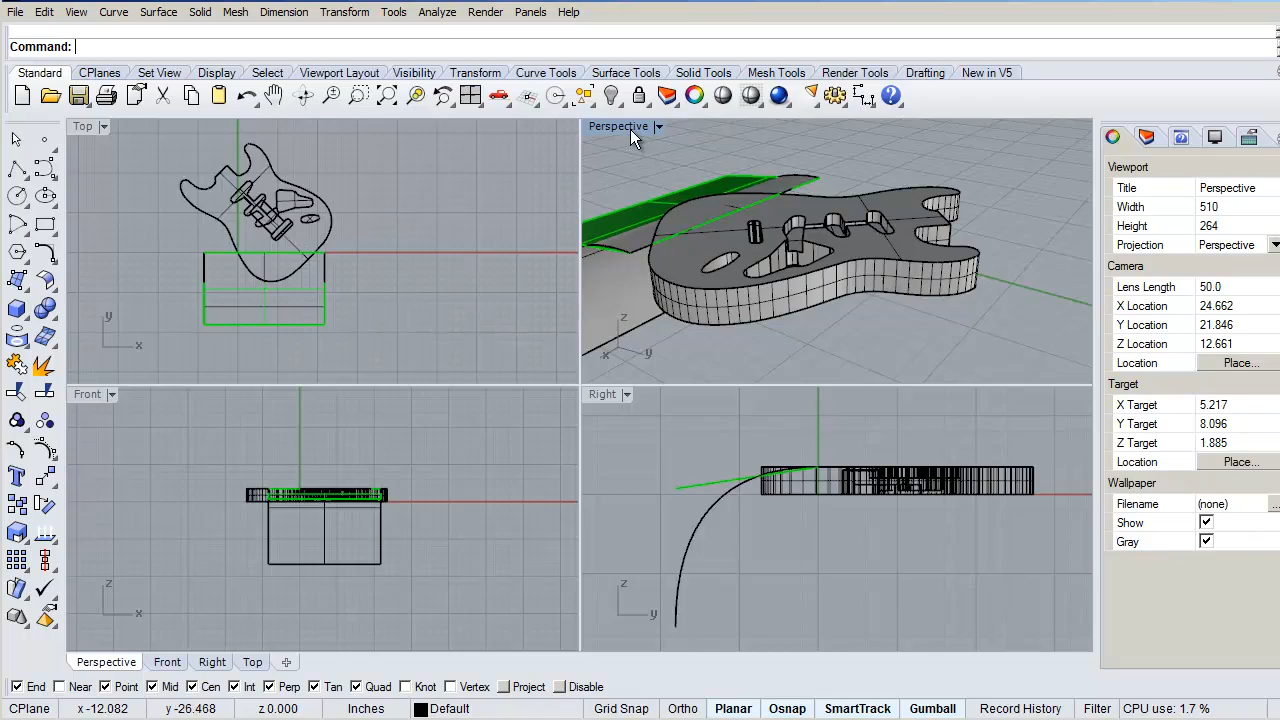 File Edit View Curve Surface Solid Mesh Dimension Transform Tools Analyze Render Panels Help
Command:
Standard CPlanes Set View Display Select Viewport Layout Visibility Transform Curve Tools Surface Tools Solid Tools Mesh Tools Render Tools Drafting New in V5
Top
Perspective
Viewport
Title Perspective
Width 510
Height 264
Projection Perspective
Camera
Lens Length 50.0
X Location 24.662
Y Location 21.846
Z Location 12.661
Location Place...
Target
X Target 5.217
Y Target 8.096
Z Target 1.885
Location Place...
Wallpaper
Filename (none) ...
Show
Gray
y
x
z
x
y
Front
Right
z
x
z
y
Perspective Front Right Top
End Near Point Mid Cen Int Perp Tan Quad Knot Vertex Project Disable
CPlane x -12.082 y -26.468 z 0.000 Inches Default Grid Snap Ortho Planar Osnap SmartTrack Gumball Record History Filter CPU use: 1.7 %